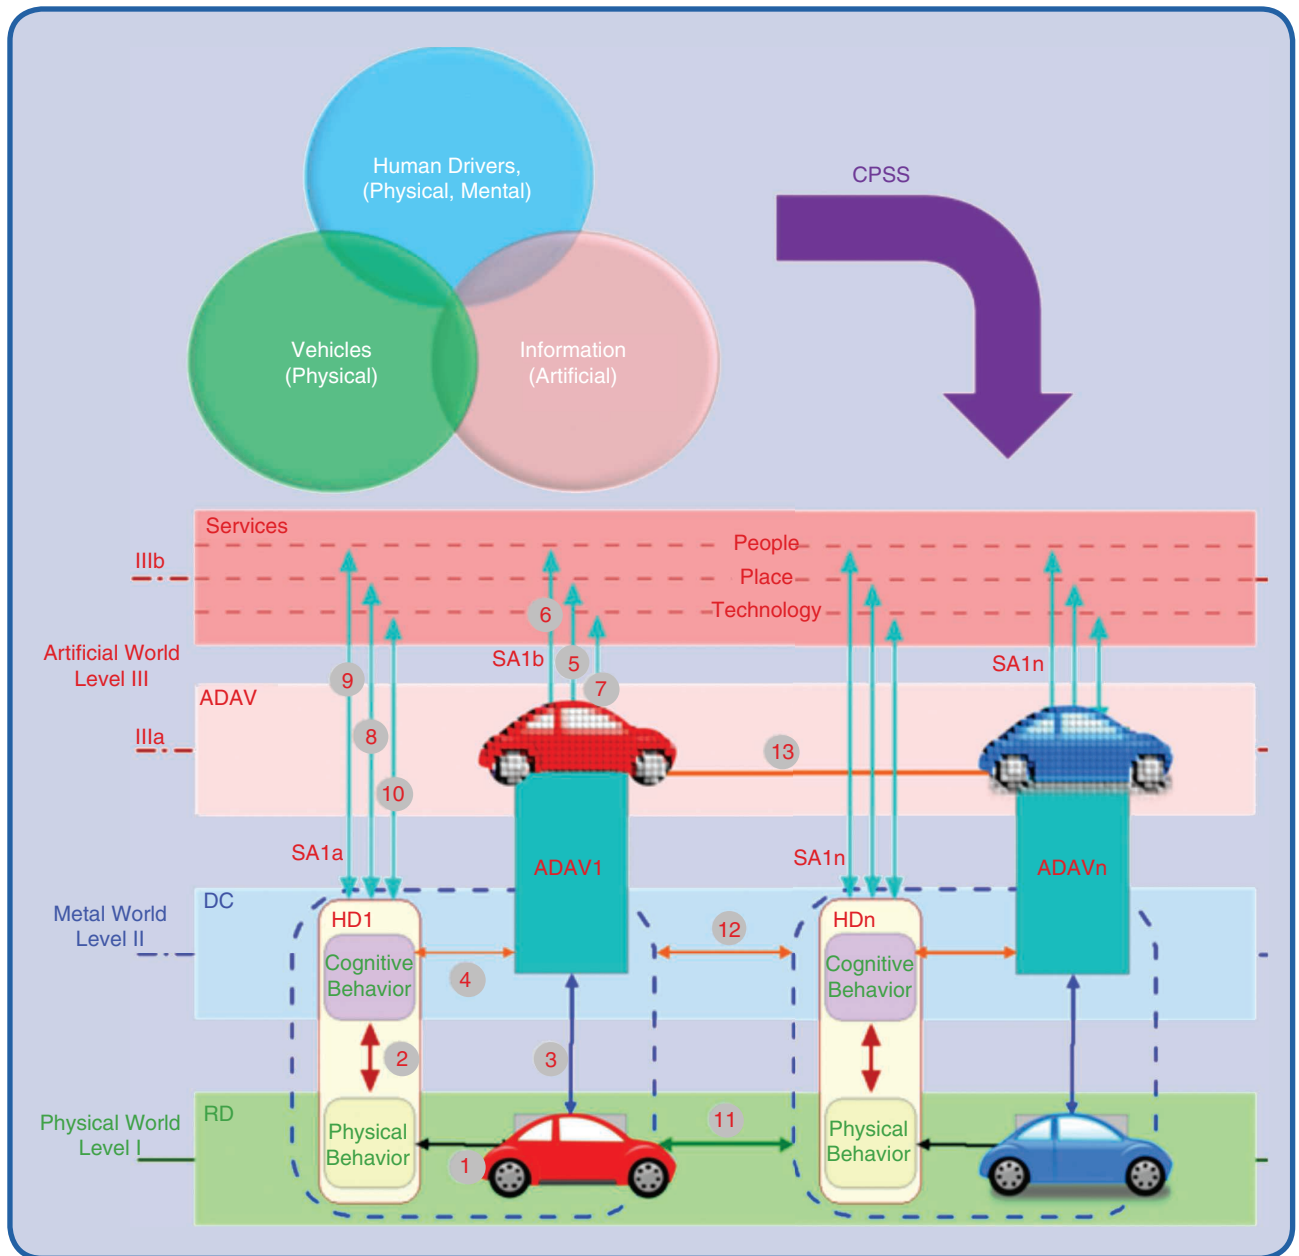 Human Drivers,
(Physical, Mental)
CPSS
Vehicles
(Physical)
Information
(Artificial)
Services
People
IIIb
Place
6
Technology
Artificial World
Level III
SA1b
5
SA1n
9
7
ADAV
IIIa
8
13
10
SA1a
SA1n
ADAV1
ADAVn
DC
Metal World
Level II
HD1
HDn
12
Cognitive
Behavior
4
Cognitive
Behavior
2
3
RD
Physical World
Level I
11
Physical
Behavior
1
Physical
Behavior